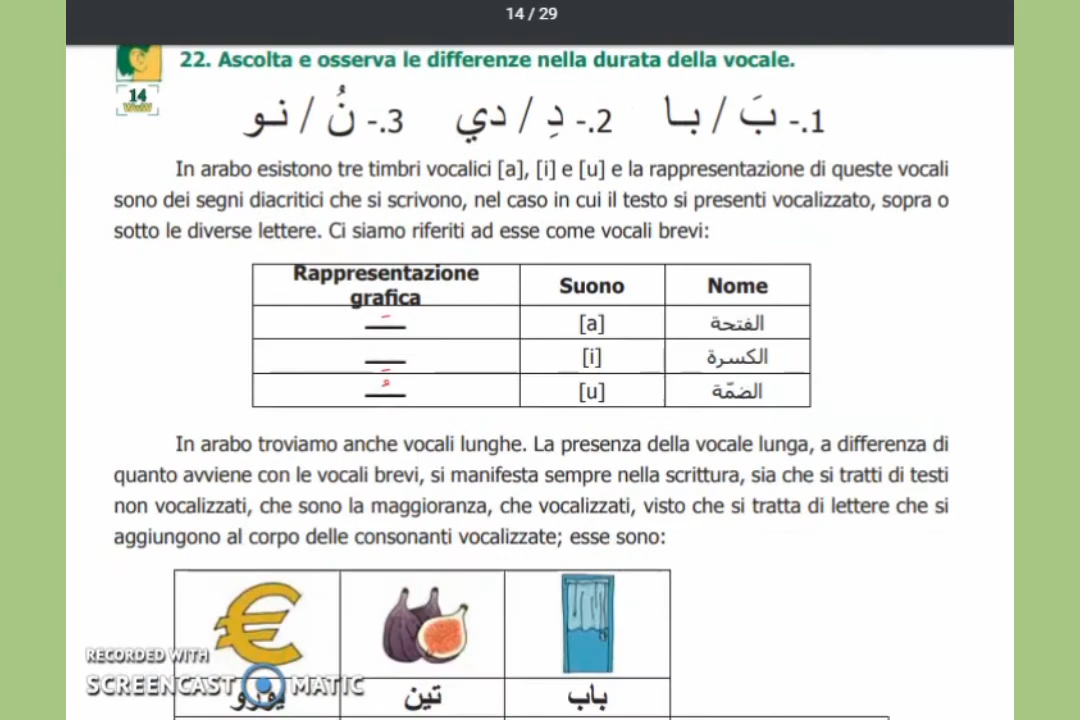 14 / 29
22. Ascolta e osserva le differenze nella durata della vocale.
14
1.- بَ / بـا 2.- دِ / دي 3.- نُ / نـو
In arabo esistono tre timbri vocalici [a], [i] e [u] e la rappresentazione di queste vocali
sono dei segni diacritici che si scrivono, nel caso in cui il testo si presenti vocalizzato, sopra o
sotto le diverse lettere. Ci siamo riferiti ad esse come vocali brevi:
Rappresentazione grafica Suono Nome
ــَـ [a] الفتحة
ــِـ [i] الكسرة
ــُـ [u] الضمّة
In arabo troviamo anche vocali lunghe. La presenza della vocale lunga, a differenza di
quanto avviene con le vocali brevi, si manifesta sempre nella scrittura, sia che si tratti di testi
non vocalizzati, che sono la maggioranza, che vocalizzati, visto che si tratta di lettere che si
aggiungono al corpo delle consonanti vocalizzate; esse sono:
RECORDED WITH
SCREENCAST MATIC
يورو تين باب